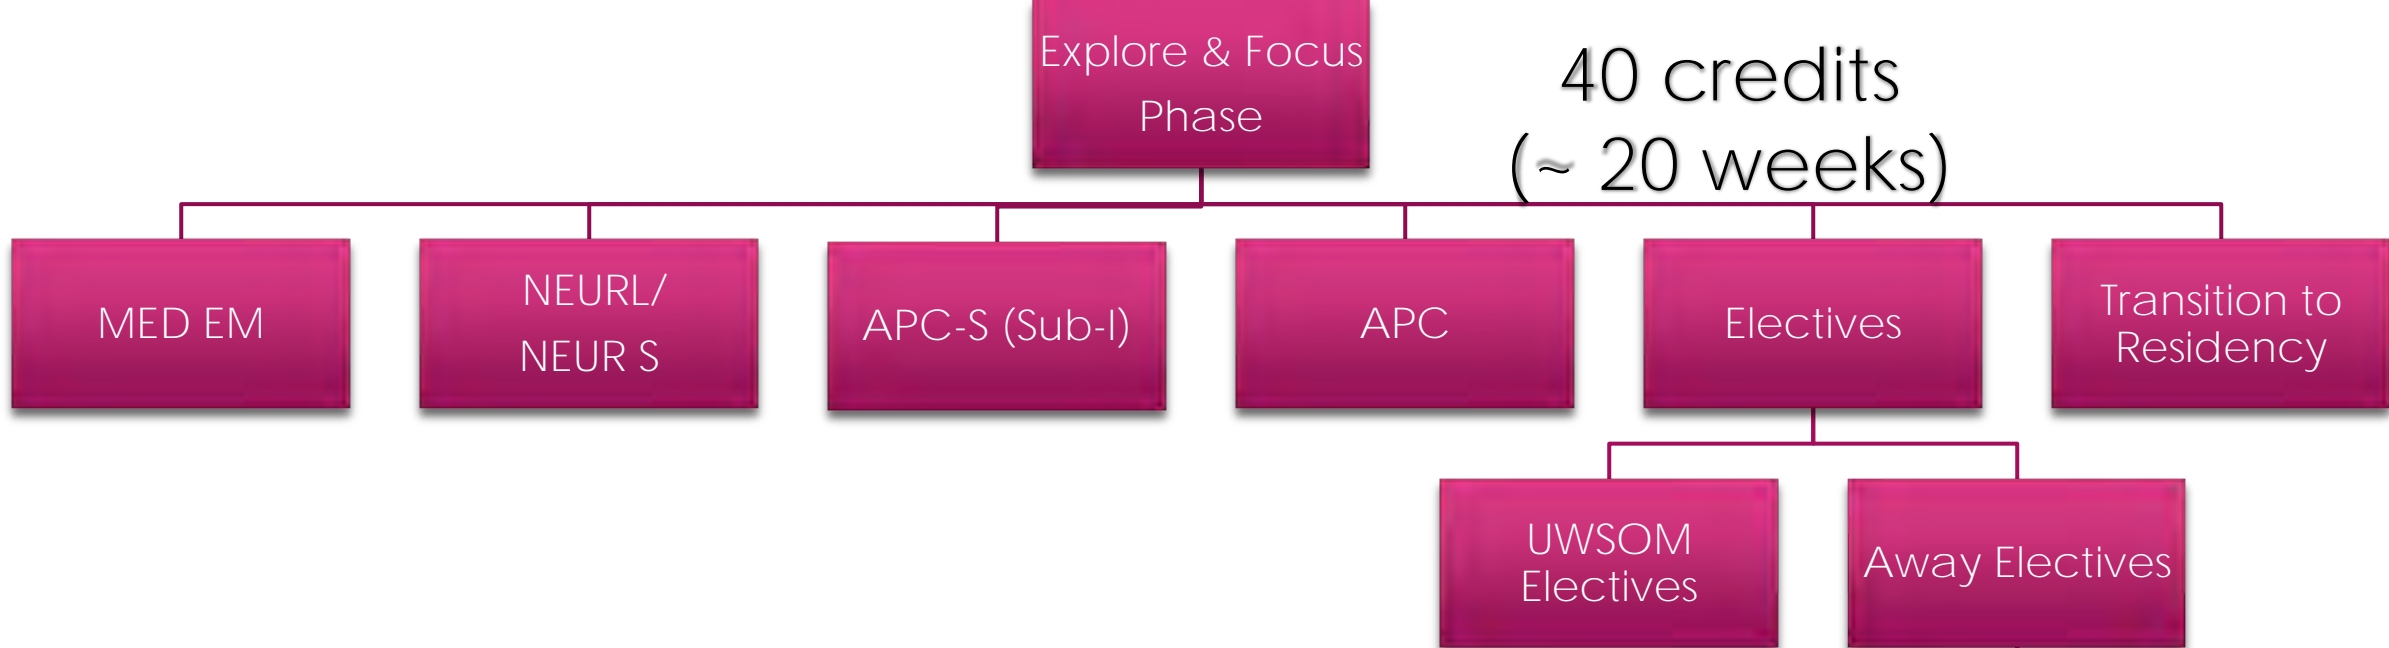 Explore & Focus
Phase
40 credits
(~ 20 weeks)
MED EM
NEURL/
NEUR S
APC-S (Sub-I)
APC
Electives
Transition to
Residency
UWSOM
Electives
Away Electives